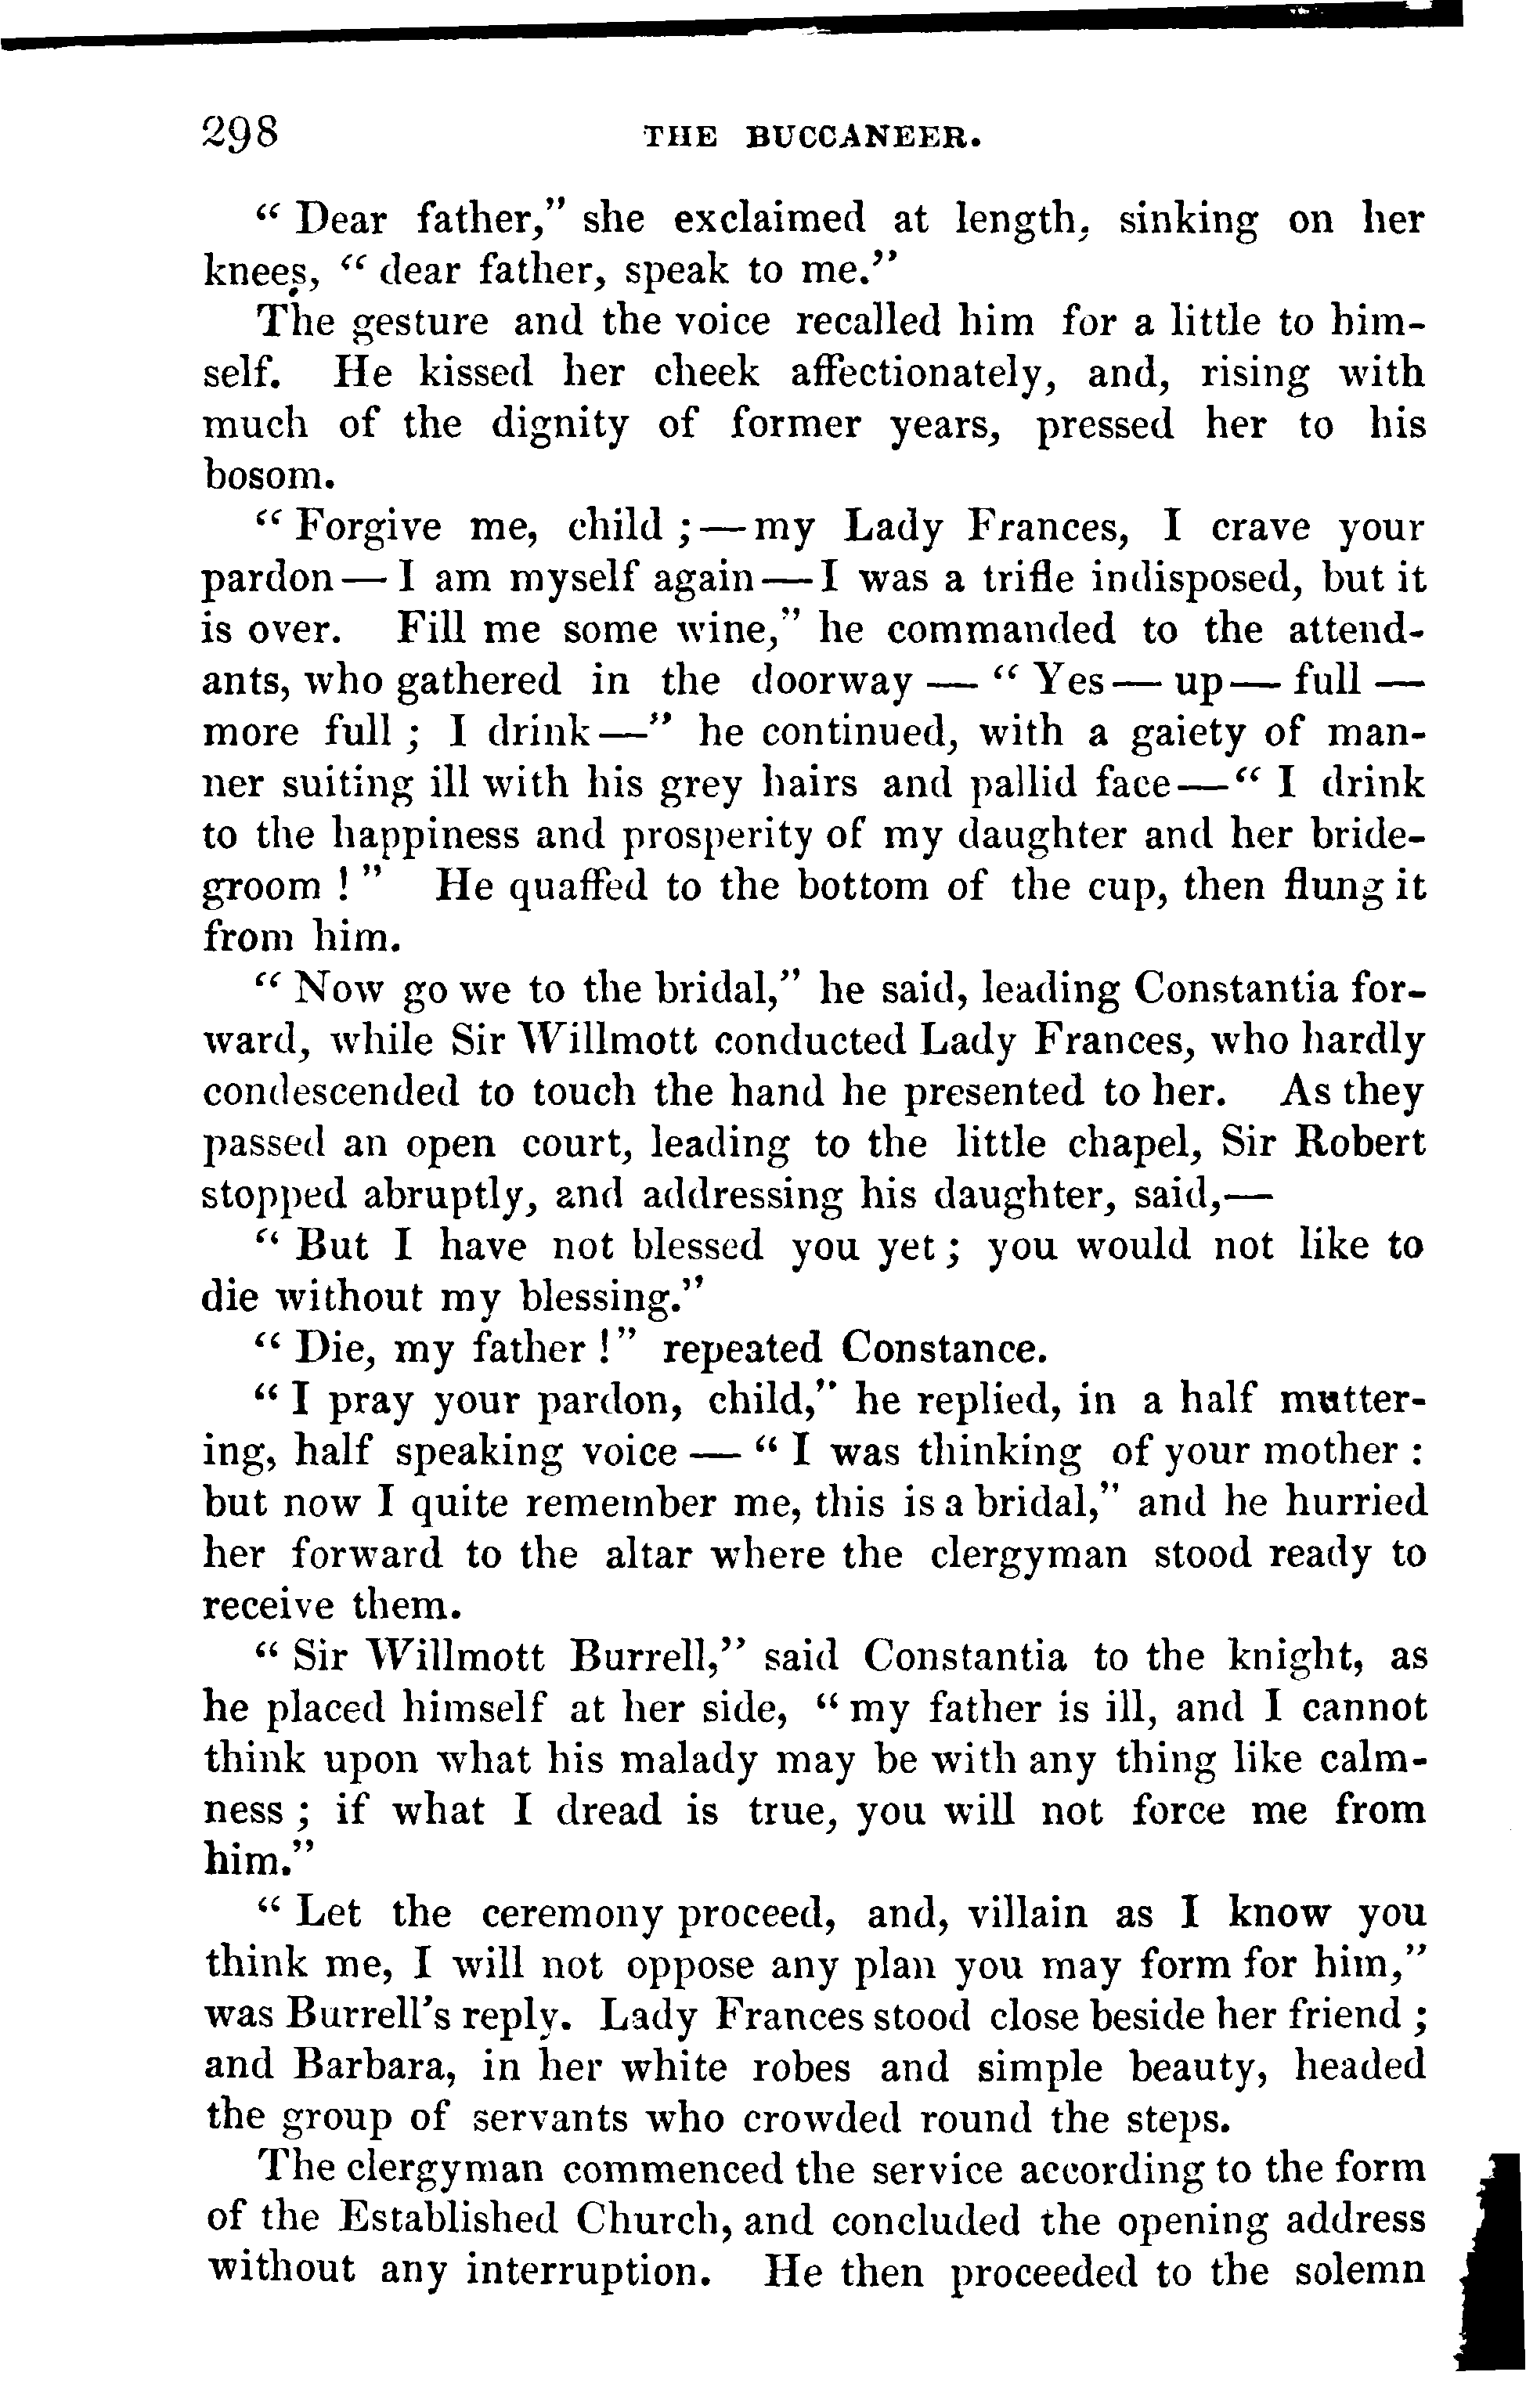 298 THE BUCCANEER.
“ Dear father,” she exclaimed at length, sinking on her
knees, “ dear father, speak to me.”
The gesture and the voice recalled him for a little to him-
self. He kissed her cheek affectionately, and, rising with
much of the dignity of former years, pressed her to his
bosom.
“ Forgive me, child ; — my Lady Frances, I crave your
pardon — I am myself again — I was a trifle indisposed, but it
is over. Fill me some wine,” he commanded to the attend-
ants, who gathered in the doorway — “ Yes — up — full —
more full ; I drink —” he continued, with a gaiety of man-
ner suiting ill with his grey hairs and pallid face — “ I drink
to the happiness and prosperity of my daughter and her bride-
groom ! ” He quaffed to the bottom of the cup, then flung it
from him.
“ Now go we to the bridal,” he said, leading Constantia for-
ward, while Sir Willmott conducted Lady Frances, who hardly
condescended to touch the hand he presented to her. As they
passed an open court, leading to the little chapel, Sir Robert
stopped abruptly, and addressing his daughter, said,—
“ But I have not blessed you yet ; you would not like to
die without my blessing.”
“ Die, my father ! ” repeated Constance.
“ I pray your pardon, child,” he replied, in a half mutter-
ing, half speaking voice — “ I was thinking of your mother :
but now I quite remember me, this is a bridal,” and he hurried
her forward to the altar where the clergyman stood ready to
receive them.
“ Sir Willmott Burrell,” said Constantia to the knight, as
he placed himself at her side, “ my father is ill, and I cannot
think upon what his malady may be with any thing like calm-
ness ; if what I dread is true, you will not force me from
him.”
“ Let the ceremony proceed, and, villain as I know you
think me, I will not oppose any plan you may form for him,”
was Burrell’s reply. Lady Frances stood close beside her friend ;
and Barbara, in her white robes and simple beauty, headed
the group of servants who crowded round the steps.
The clergyman commenced the service according to the form
of the Established Church, and concluded the opening address
without any interruption. He then proceeded to the solemn